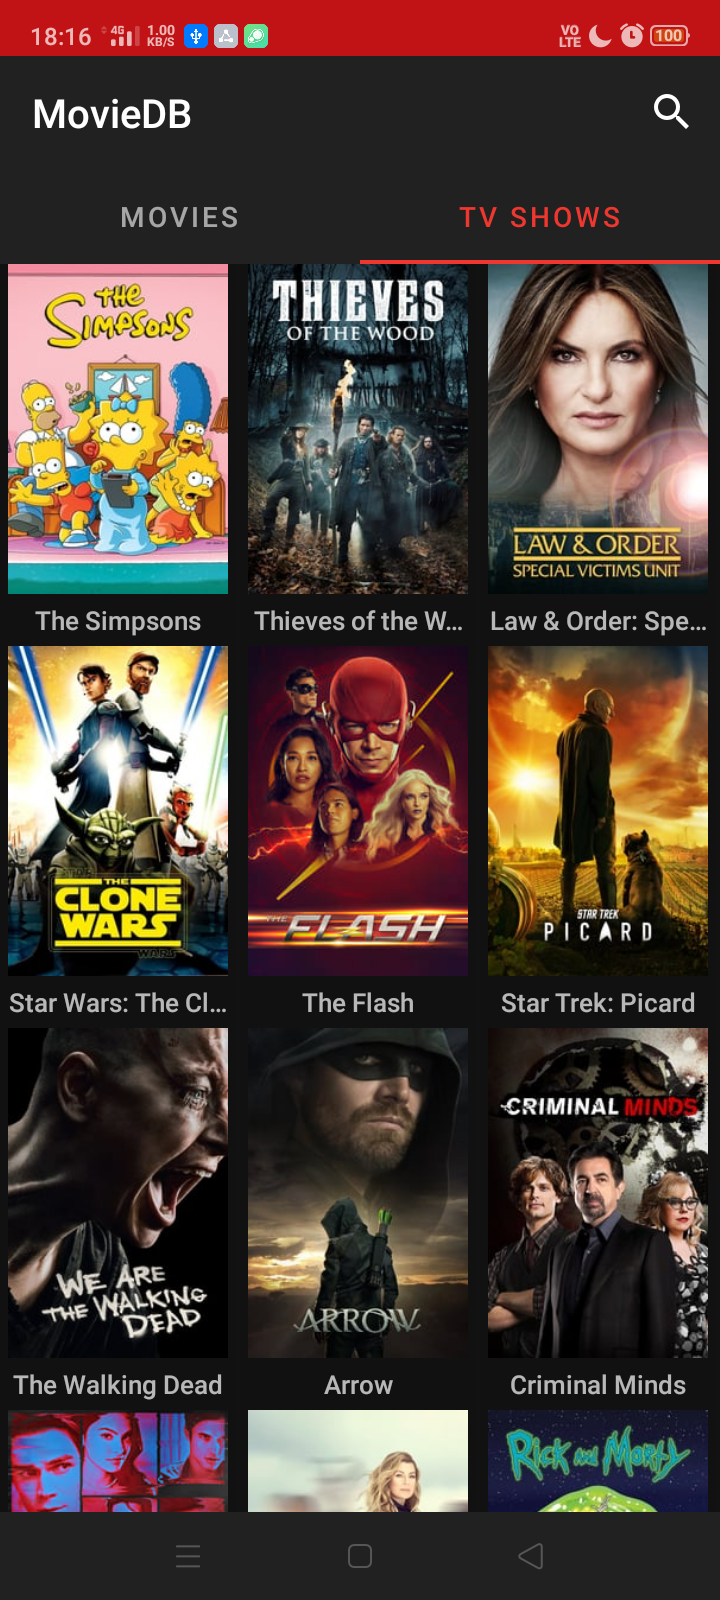 18:16 4G 1.00 KB/S VO LTE 100
MovieDB
MOVIES
TV SHOWS
THE SIMPSONS
THIEVES
OF THE WOOD
LAW & ORDER
SPECIAL VICTIMS UNIT
The Simpsons
Thieves of the W...
Law & Order: Spe...
THE
CLONE
WARS
THE FLASH
STAR TREK
PICARD
Star Wars: The Cl...
The Flash
Star Trek: Picard
WE ARE
THE WALKING
DEAD
ARROW
CRIMINAL MINDS
The Walking Dead
Arrow
Criminal Minds
Rick and Morty